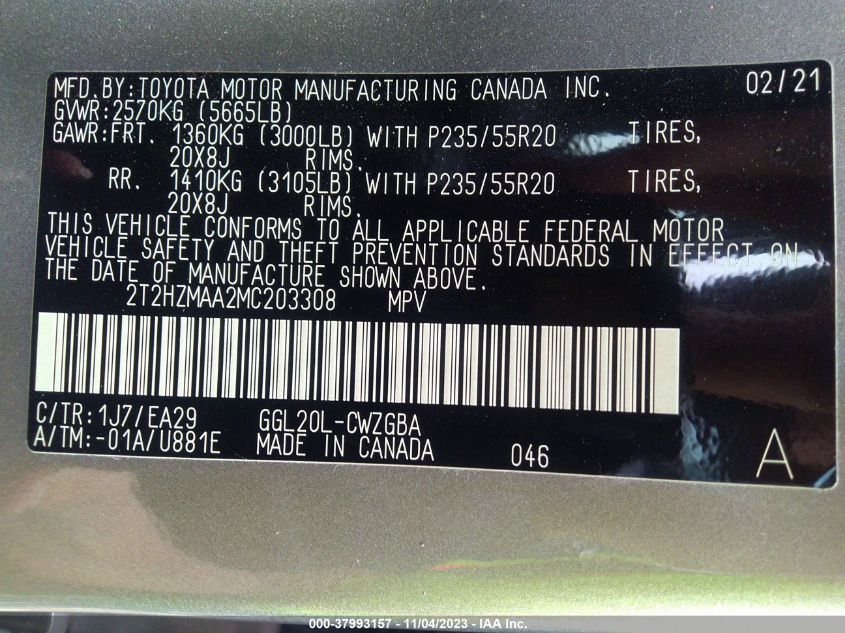 MFD.BY:TOYOTA MOTOR MANUFACTURING CANADA INC. 02/21
GVWR:2570KG (5665LB)
GAWR:FRT. 1360KG (3000LB) WITH P235/55R20 TIRES,
20X8J RIMS.
RR. 1410KG (3105LB) WITH P235/55R20 TIRES,
20X8J RIMS.
THIS VEHICLE CONFORMS TO ALL APPLICABLE FEDERAL MOTOR
VEHICLE SAFETY AND THEFT PREVENTION STANDARDS IN EFFECT ON
THE DATE OF MANUFACTURE SHOWN ABOVE.
2T2HZMAA2MC203308 MPV
C/TR:1J7/EA29 GGL20L-CWZGBA
A/TM:-01A/U881E MADE IN CANADA 046 A
000-37993157 - 11/04/2023 - IAA Inc.